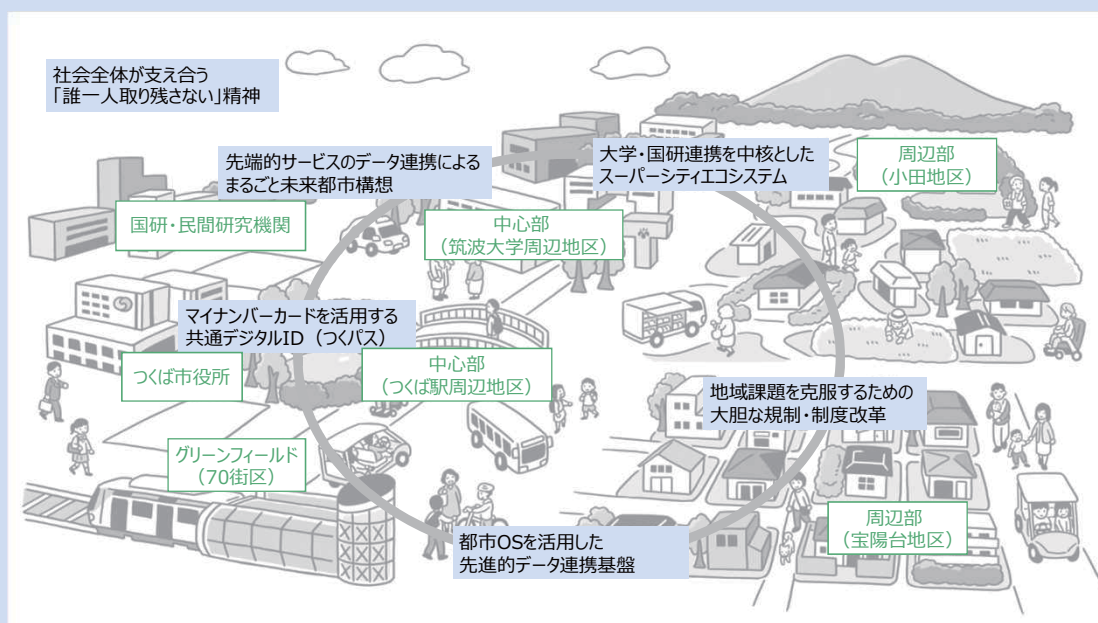 社会全体が支え合う
「誰一人取り残さない」精神
先端的サービスのデータ連携による
まるごと未来都市構想
大学・国研連携を中核とした
スーパーシティエコシステム
周辺部
（小田地区）
国研・民間研究機関
中心部
（筑波大学周辺地区）
マイナンバーカードを活用する
共通デジタルID（つくパス）
つくば市役所
中心部
（つくば駅周辺地区）
地域課題を克服するための
大胆な規制・制度改革
グリーンフィールド
（70街区）
周辺部
（宝陽台地区）
都市OSを活用した
先進的データ連携基盤